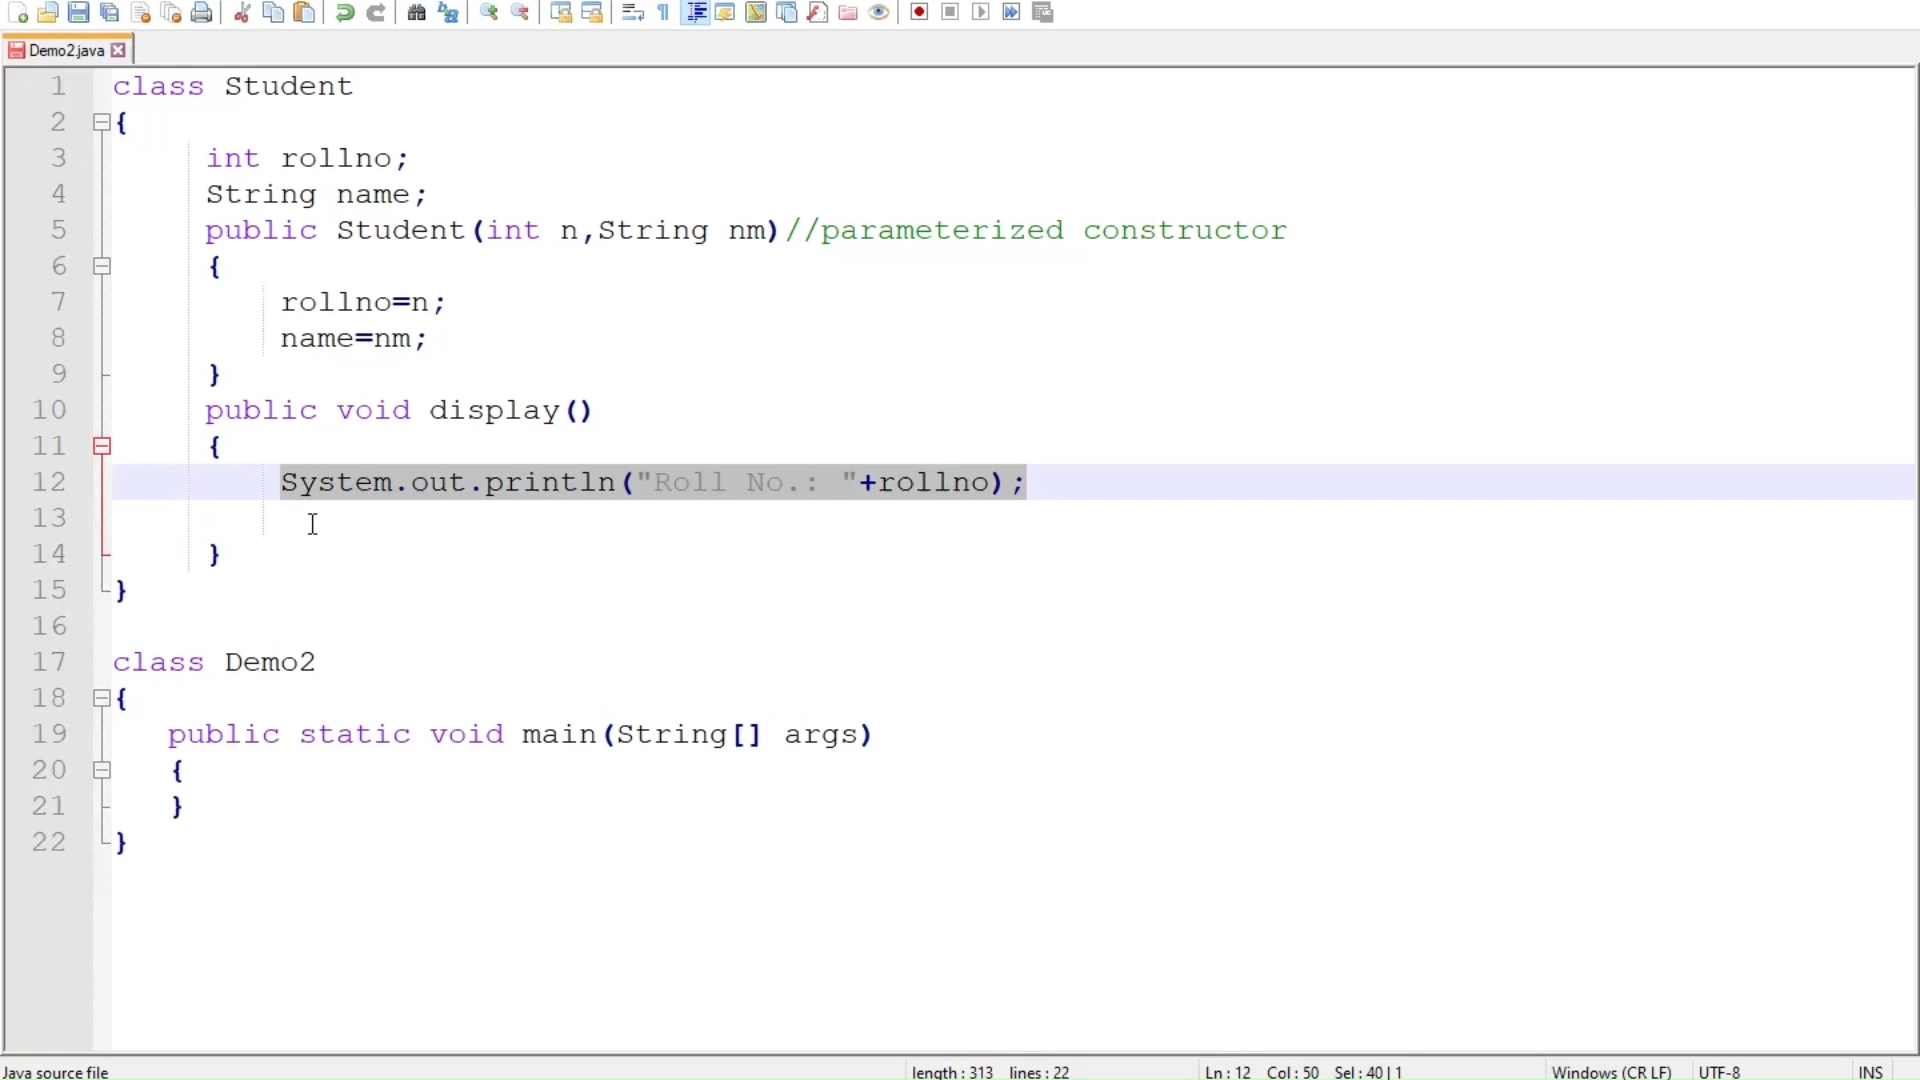 Demo2.java
1 class Student
2 {
3 int rollno;
4 String name;
5 public Student(int n,String nm)//parameterized constructor
6 {
7 rollno=n;
8 name=nm;
9 }
10 public void display()
11 {
12 System.out.println("Roll No.: "+rollno);
13
14 }
15 }
16
17 class Demo2
18 {
19 public static void main(String[] args)
20 {
21 }
22 }
Java source file length : 313 lines : 22 Ln : 12 Col : 50 Sel : 40 | 1 Windows (CR LF) UTF-8 INS